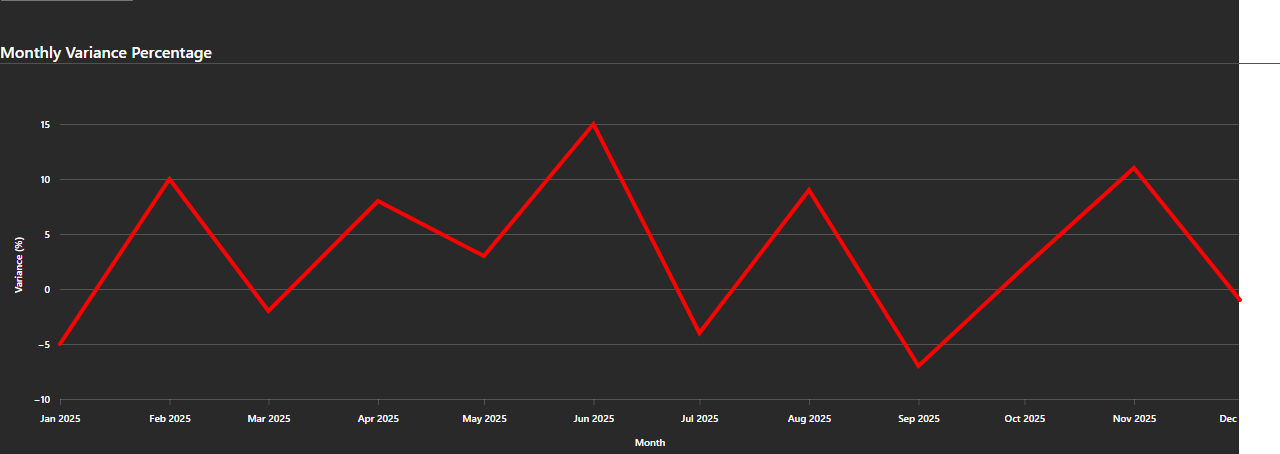 Monthly Variance Percentage
15
10
5
0
−5
−10
Variance (%)
Jan 2025 Feb 2025 Mar 2025 Apr 2025 May 2025 Jun 2025 Jul 2025 Aug 2025 Sep 2025 Oct 2025 Nov 2025 Dec
Month